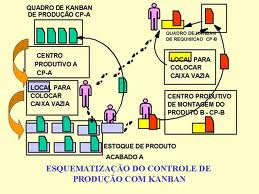 QUADRO DE KANBAN
DE PRODUÇÃO CP-A
QUADRO DE KANBAN
DE REQUISICAO CP-B
CENTRO
PRODUTIVO A
CP-A
LOCAL PARA
COLOCAR
CAIXA VAZIA
LOCAL PARA
COLOCAR
CAIXA VAZIA
CENTRO PRODUTIVO
DE MONTAGEM DO
PRODUTO B - CP-B
ESTOQUE DE PRODUTO
ACABADO A
ESQUEMATIZAÇÃO DO CONTROLE DE
PRODUÇÃO COM KANBAN